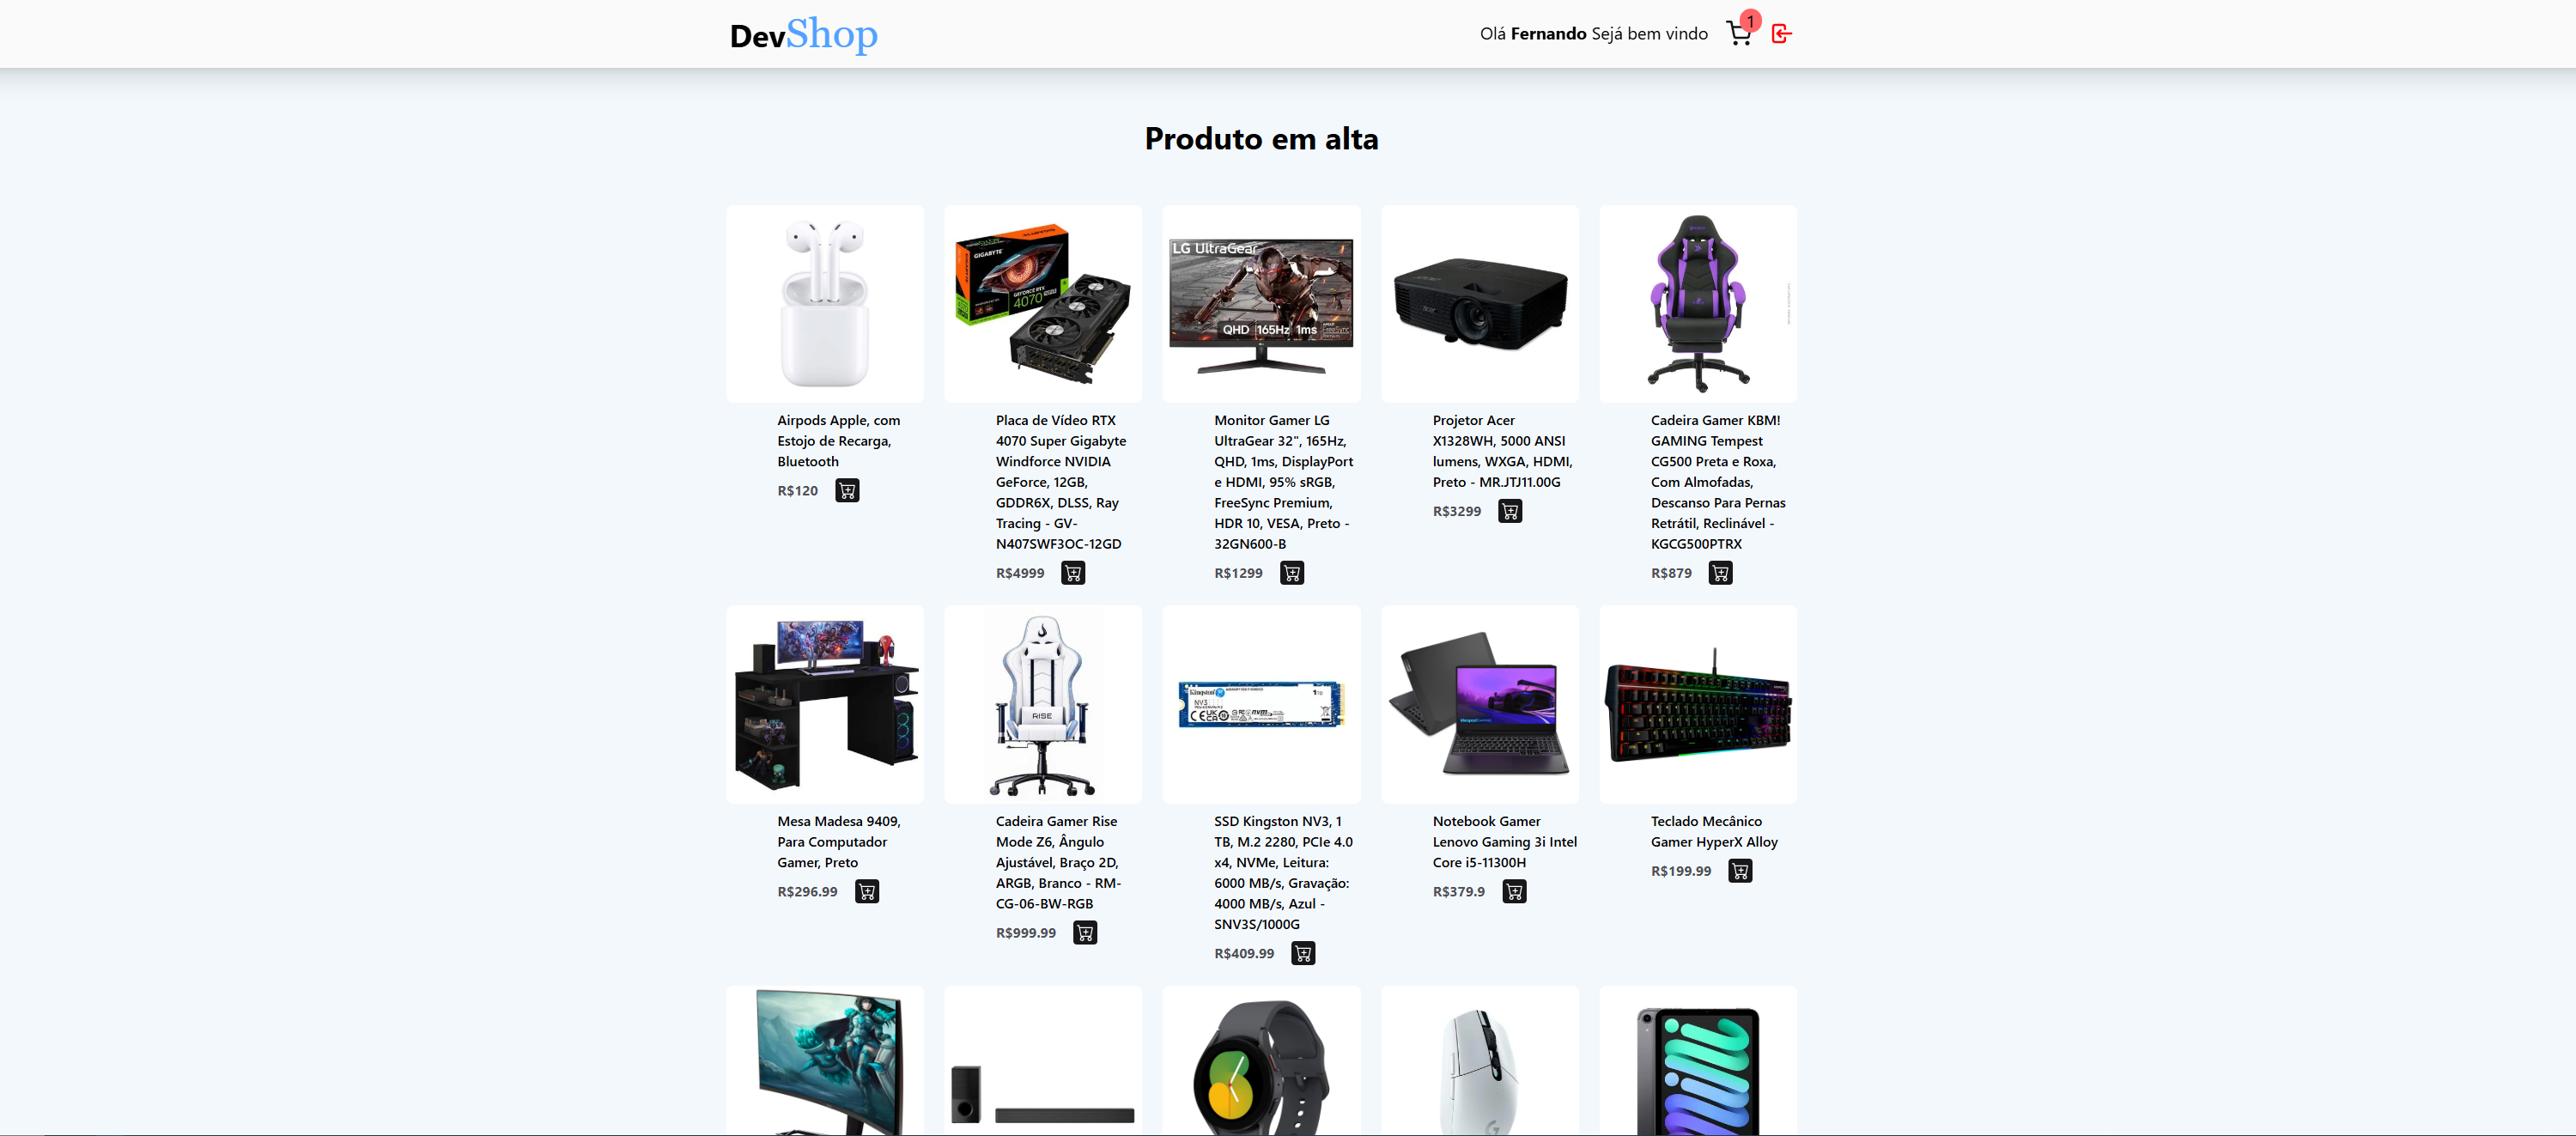 DevShop
Olá Fernando Sejá bem vindo
1
Produto em alta
GIGABYTE
GEFORCE RTX
4070
LG UltraGear
QHD 165Hz 1ms
Airpods Apple, com
Estojo de Recarga,
Bluetooth
R$120
Placa de Vídeo RTX
4070 Super Gigabyte
Windforce NVIDIA
GeForce, 12GB,
GDDR6X, DLSS, Ray
Tracing - GV-
N407SWF3OC-12GD
R$4999
Monitor Gamer LG
UltraGear 32", 165Hz,
QHD, 1ms, DisplayPort
e HDMI, 95% sRGB,
FreeSync Premium,
HDR 10, VESA, Preto -
32GN600-B
R$1299
Projetor Acer
X1328WH, 5000 ANSI
lumens, WXGA, HDMI,
Preto - MR.JTJ11.00G
R$3299
Cadeira Gamer KBM!
GAMING Tempest
CG500 Preta e Roxa,
Com Almofadas,
Descanso Para Pernas
Retrátil, Reclinável -
KGCG500PTRX
R$879
RISE
Kingston
1TB
NV3
nvm
Mesa Madesa 9409,
Para Computador
Gamer, Preto
R$296.99
Cadeira Gamer Rise
Mode Z6, Ângulo
Ajustável, Braço 2D,
ARGB, Branco - RM-
CG-06-BW-RGB
R$999.99
SSD Kingston NV3, 1
TB, M.2 2280, PCIe 4.0
x4, NVMe, Leitura:
6000 MB/s, Gravação:
4000 MB/s, Azul -
SNV3S/1000G
R$409.99
Notebook Gamer
Lenovo Gaming 3i Intel
Core i5-11300H
R$379.9
Teclado Mecânico
Gamer HyperX Alloy
R$199.99